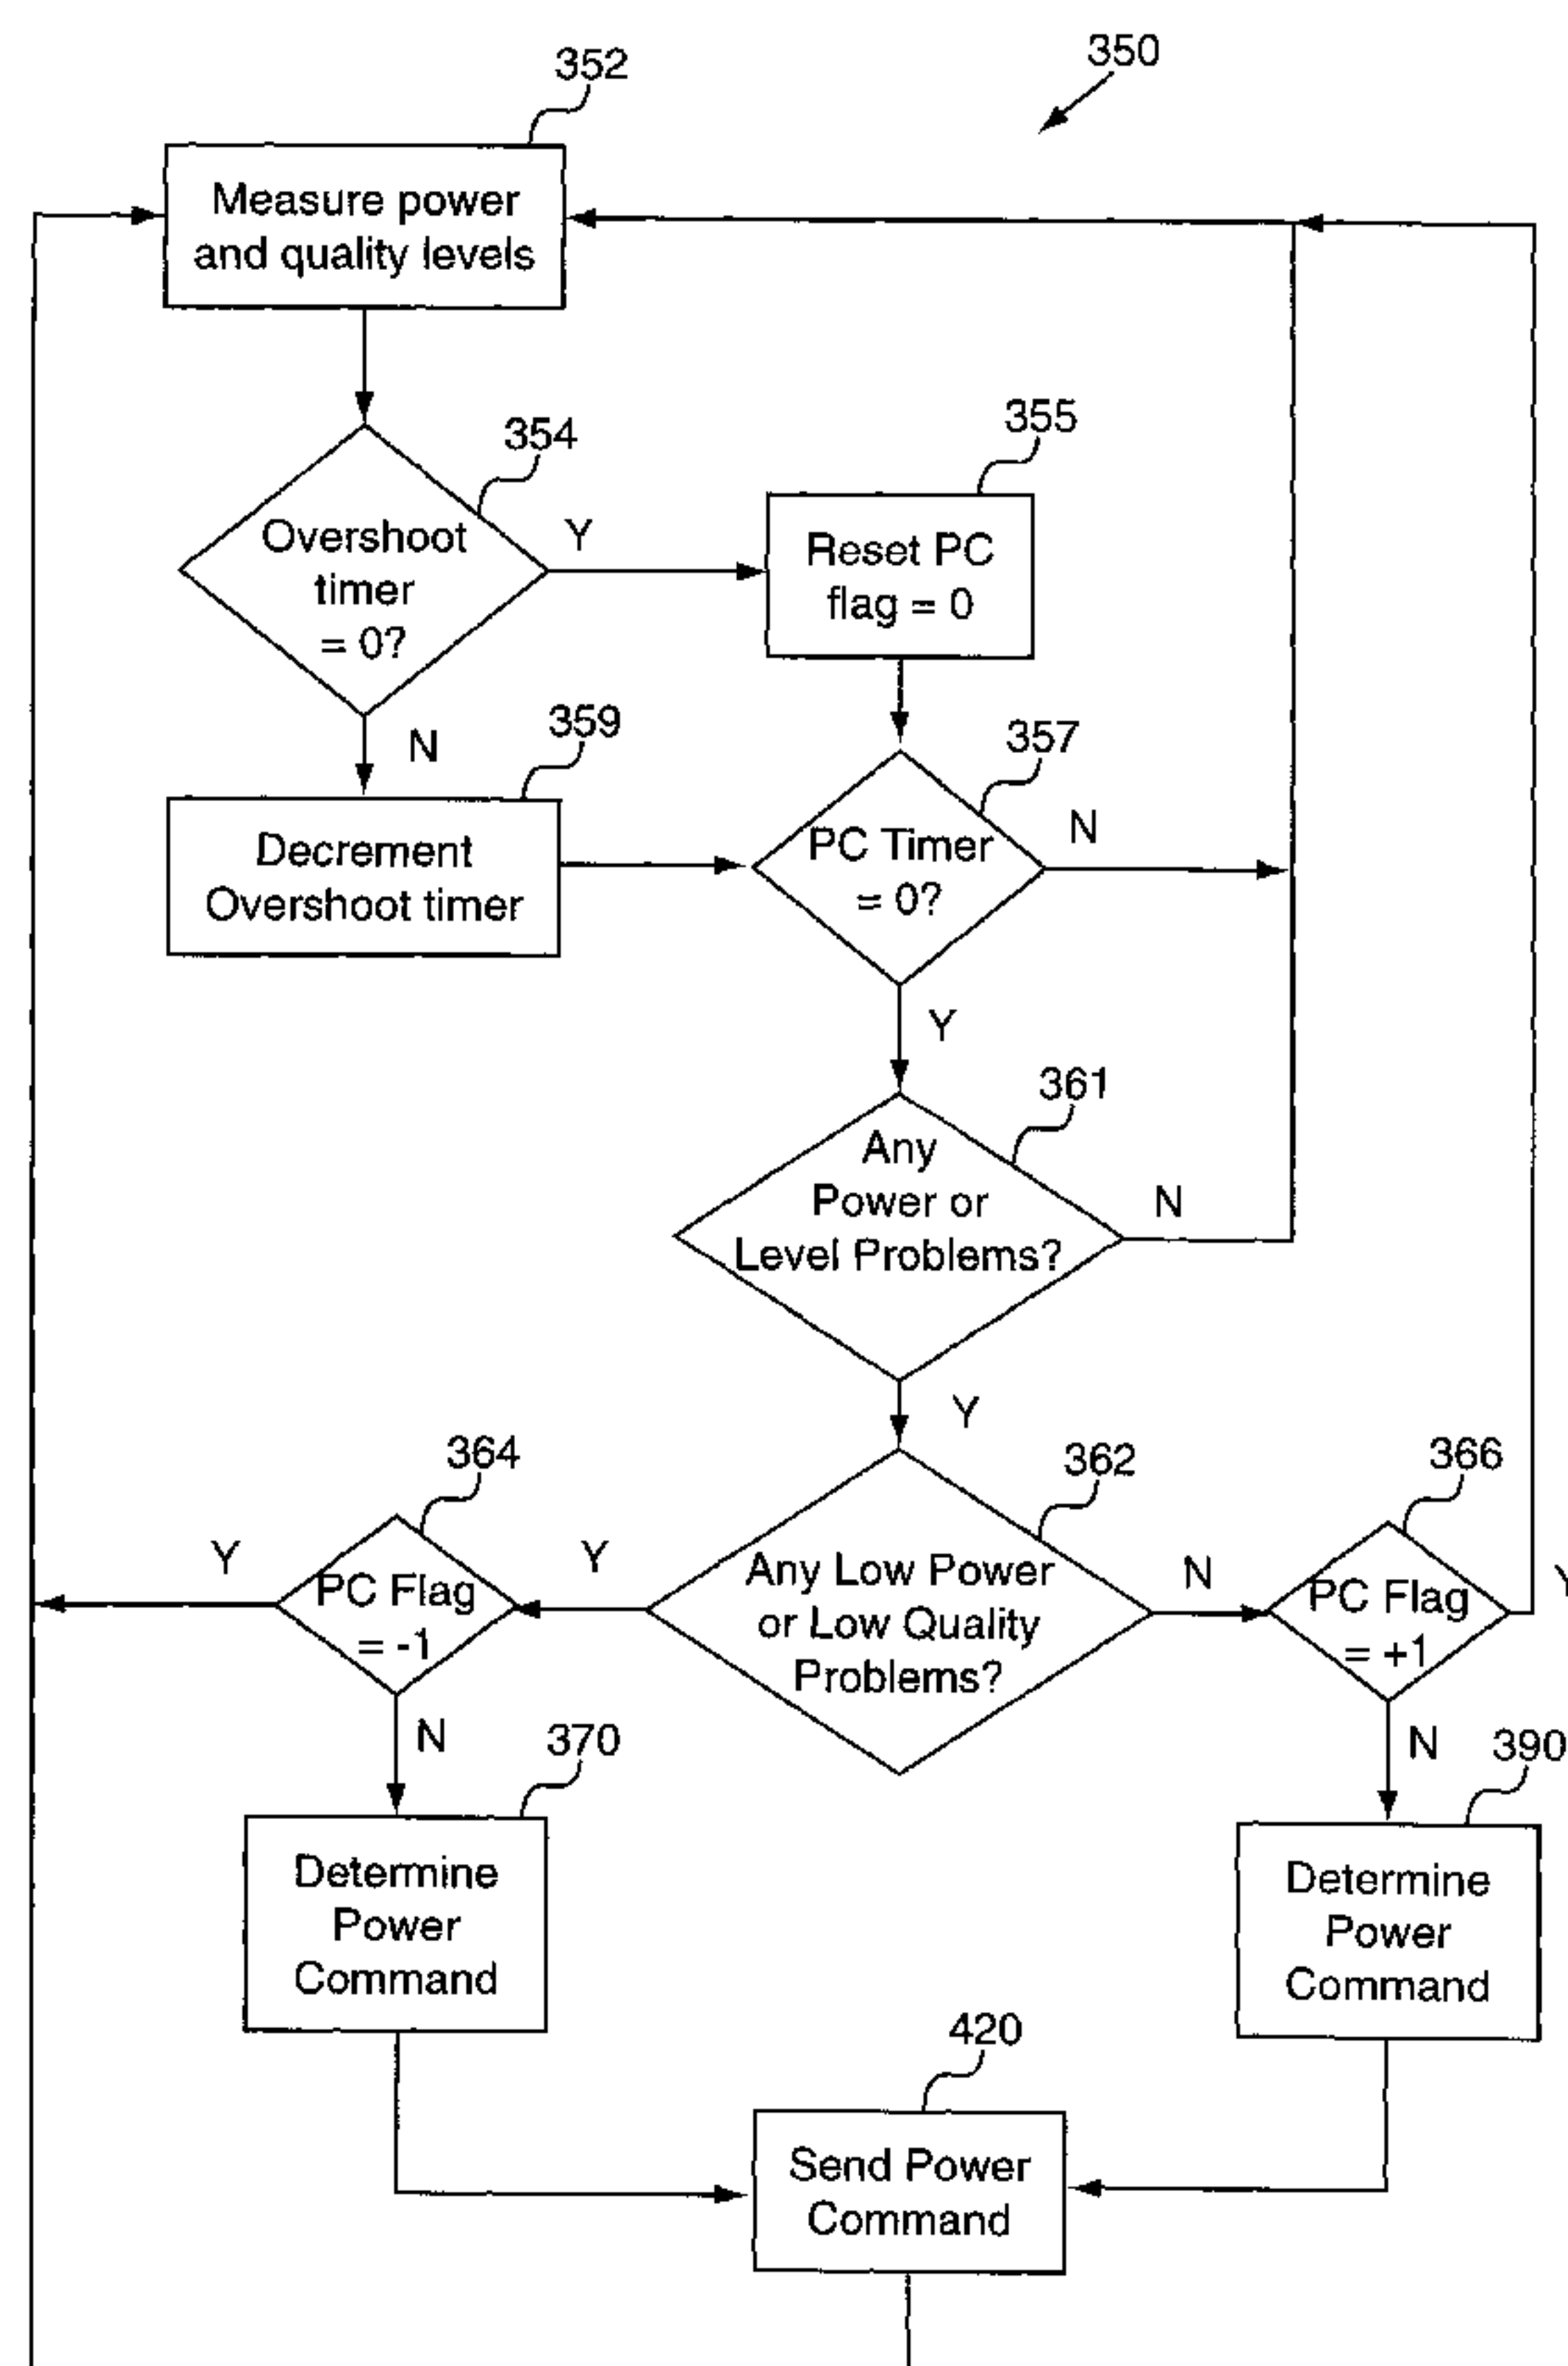 350
352
Measure power
and quality levels
354
Overshoot
timer
= 0?
Y
N
355
Reset PC
flag = 0
359
Decrement
Overshoot timer
357
PC Timer
= 0?
N
Y
361
Any
Power or
Level Problems?
N
Y
362
Any Low Power
or Low Quality
Problems?
Y
N
364
PC Flag
= -1
Y
N
366
PC Flag
= +1
Y
N
370
Determine
Power
Command
390
Determine
Power
Command
420
Send Power
Command